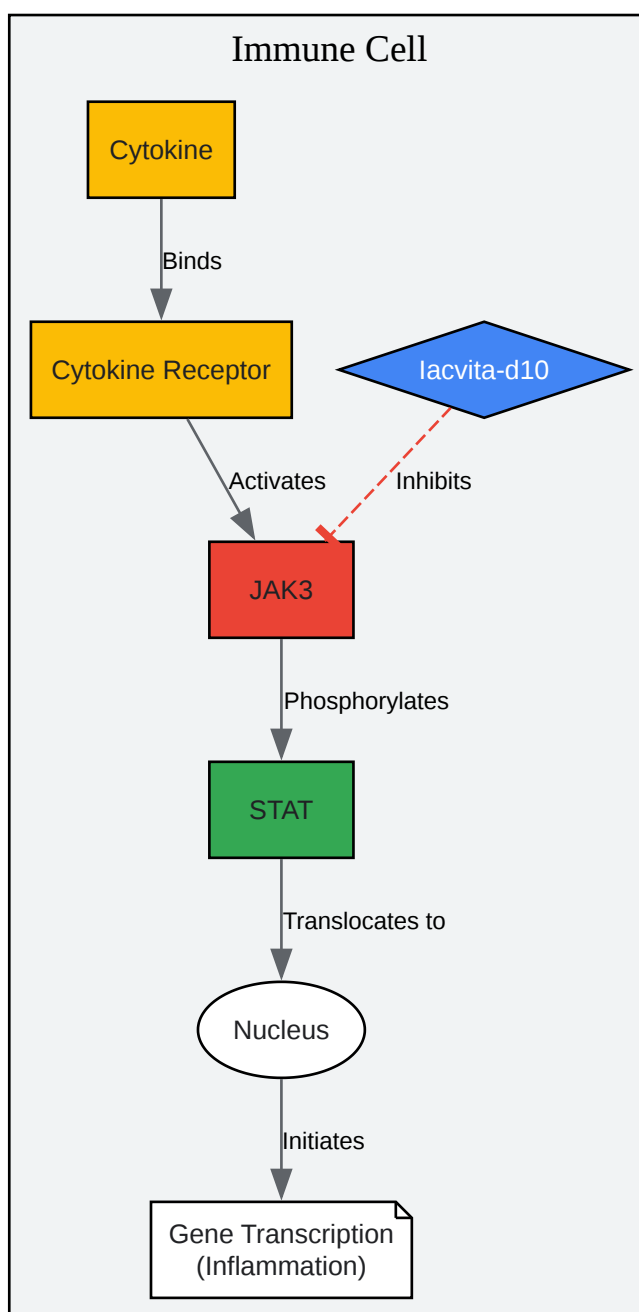 Immune Cell
Cytokine
Binds
Cytokine Receptor
Iacvita-d10
Activates
Inhibits
JAK3
Phosphorylates
STAT
Translocates to
Nucleus
Initiates
Gene Transcription
(Inflammation)